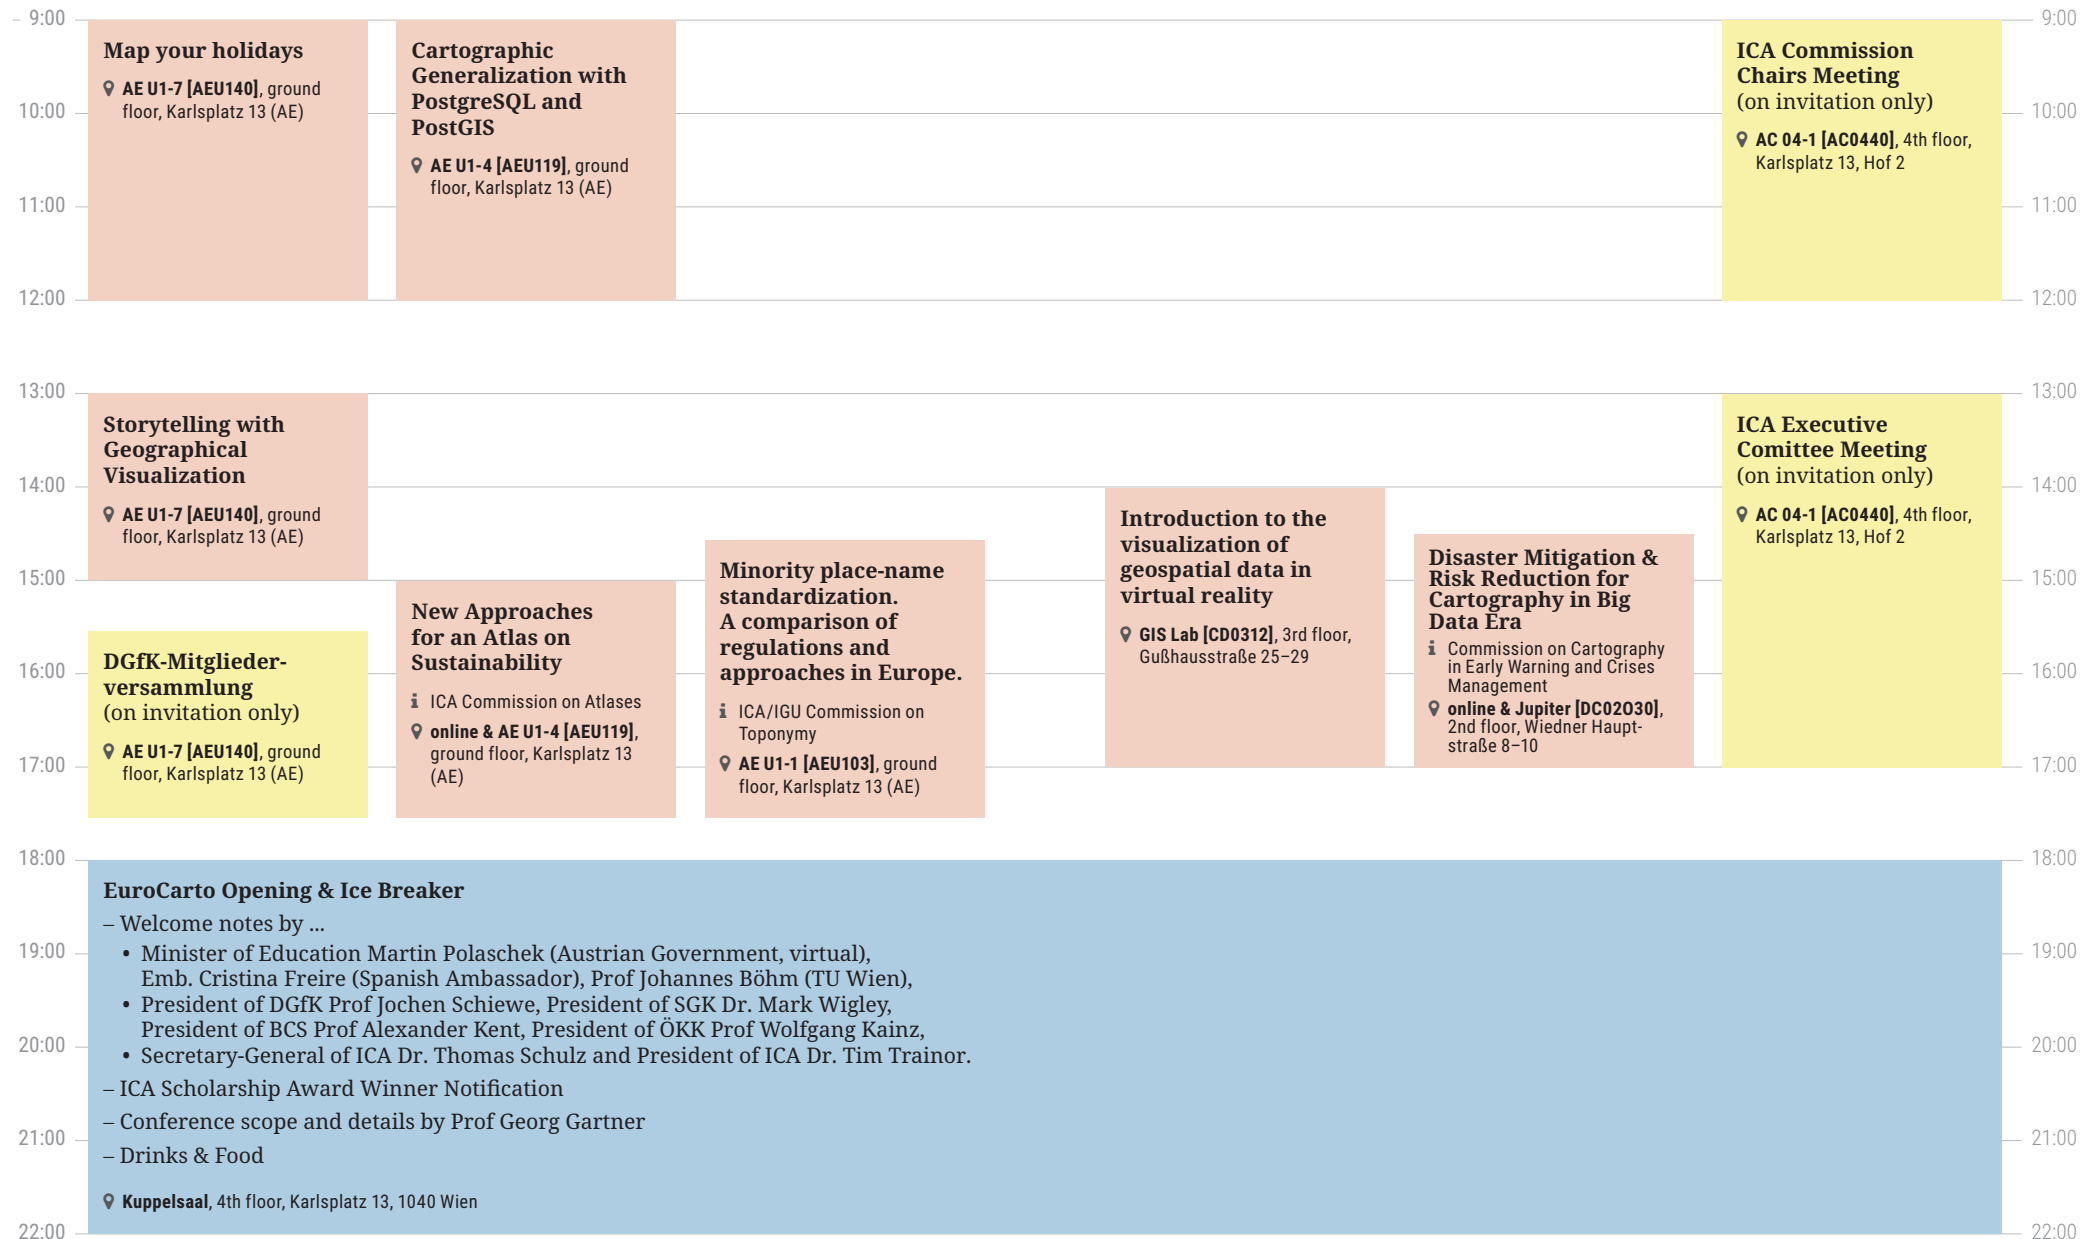 9:00
10:00
11:00
12:00
13:00
14:00
15:00
16:00
17:00
18:00
19:00
20:00
21:00
22:00
Map your holidays
AE U1-7 [AEU140], ground
floor, Karlsplatz 13 (AE)
Cartographic
Generalization with
PostgreSQL and
PostGIS
AE U1-4 [AEU119], ground
floor, Karlsplatz 13 (AE)
ICA Commission
Chairs Meeting
(on invitation only)
AC 04-1 [AC0440], 4th floor,
Karlsplatz 13, Hof 2
Storytelling with
Geographical
Visualization
AE U1-7 [AEU140], ground
floor, Karlsplatz 13 (AE)
DGfK-Mitglieder-
versammlung
(on invitation only)
AE U1-7 [AEU140], ground
floor, Karlsplatz 13 (AE)
New Approaches
for an Atlas on
Sustainability
ICA Commission on Atlases
online & AE U1-4 [AEU119],
ground floor, Karlsplatz 13
(AE)
Minority place-name
standardization.
A comparison of
regulations and
approaches in Europe.
ICA/IGU Commission on
Toponymy
AE U1-1 [AEU103], ground
floor, Karlsplatz 13 (AE)
Introduction to the
visualization of
geospatial data in
virtual reality
GIS Lab [CD0312], 3rd floor,
Gußhausstraße 25–29
Disaster Mitigation &
Risk Reduction for
Cartography in Big
Data Era
Commission on Cartography
in Early Warning and Crises
Management
online & Jupiter [DC02O30],
2nd floor, Wiedner Haupt-
straße 8–10
ICA Executive
Comittee Meeting
(on invitation only)
AC 04-1 [AC0440], 4th floor,
Karlsplatz 13, Hof 2
EuroCarto Opening & Ice Breaker
– Welcome notes by ...
• Minister of Education Martin Polaschek (Austrian Government, virtual),
Emb. Cristina Freire (Spanish Ambassador), Prof Johannes Böhm (TU Wien),
• President of DGfK Prof Jochen Schiewe, President of SGK Dr. Mark Wigley,
President of BCS Prof Alexander Kent, President of ÖKK Prof Wolfgang Kainz,
• Secretary-General of ICA Dr. Thomas Schulz and President of ICA Dr. Tim Trainor.
– ICA Scholarship Award Winner Notification
– Conference scope and details by Prof Georg Gartner
– Drinks & Food
Kuppelsaal, 4th floor, Karlsplatz 13, 1040 Wien
9:00
10:00
11:00
12:00
13:00
14:00
15:00
16:00
17:00
18:00
19:00
20:00
21:00
22:00